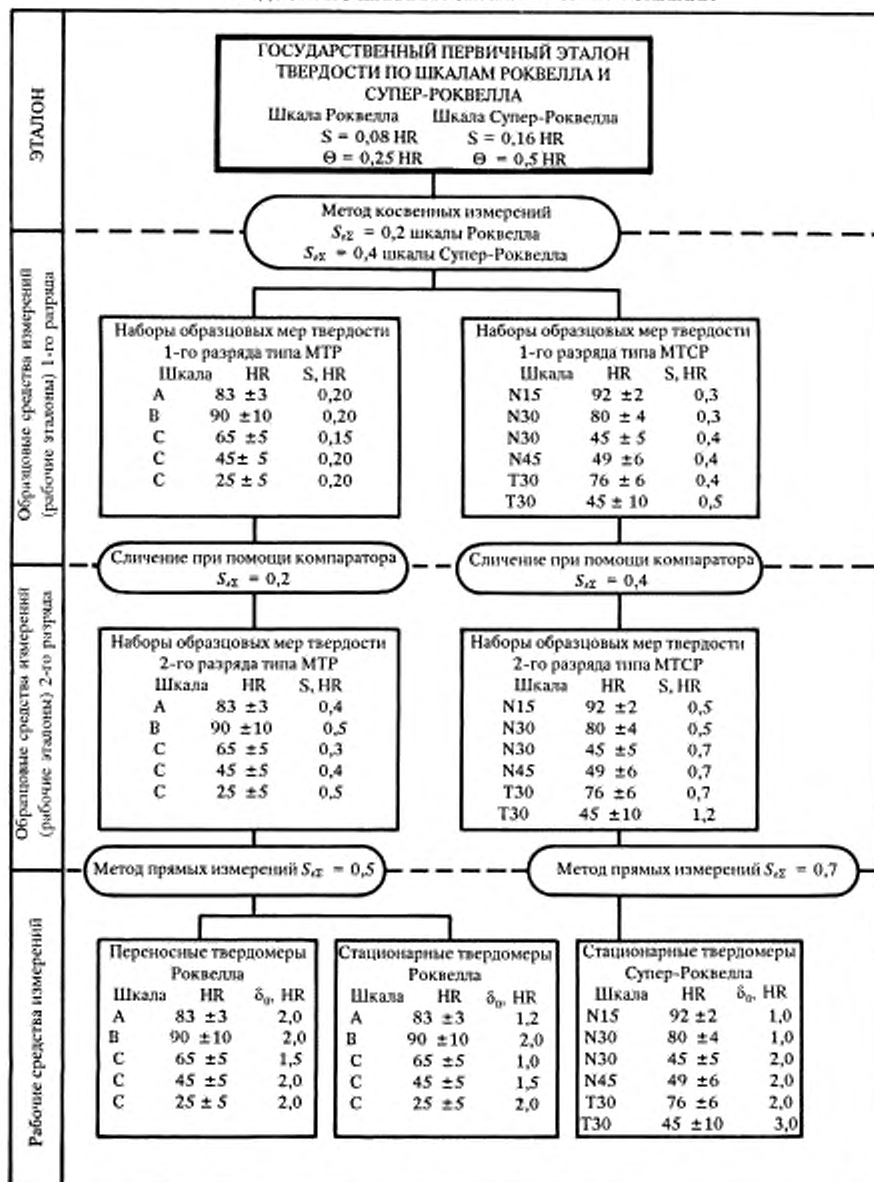 ЭТАЛОН
ГОСУДАРСТВЕННЫЙ ПЕРВИЧНЫЙ ЭТАЛОН
ТВЕРДОСТИ ПО ШКАЛАМ РОКВЕЛЛА И
СУПЕР-РОКВЕЛЛА
Шкала Роквелла Шкала Супер-Роквелла
S = 0,08 HR S = 0,16 HR
Θ = 0,25 HR Θ = 0,5 HR
Метод косвенных измерений
SₑΣ = 0,2 шкалы Роквелла
SₑΣ = 0,4 шкалы Супер-Роквелла
Образцовые средства измерений
(рабочие эталоны) 1-го разряда
Наборы образцовых мер твердости
1-го разряда типа МТР
Шкала HR S, HR
A 83 ±3 0,20
B 90 ±10 0,20
C 65 ±5 0,15
C 45± 5 0,20
C 25 ± 5 0,20
Наборы образцовых мер твердости
1-го разряда типа МТСР
Шкала HR S, HR
N15 92 ±2 0,3
N30 80 ± 4 0,3
N30 45 ± 5 0,4
N45 49 ±6 0,4
T30 76 ± 6 0,4
T30 45 ± 10 0,5
Сличение при помощи компаратора
SₑΣ = 0,2
Сличение при помощи компаратора
SₑΣ = 0,4
Образцовые средства измерений
(рабочие эталоны) 2-го разряда
Наборы образцовых мер твердости
2-го разряда типа МТР
Шкала HR S, HR
A 83 ±3 0,4
B 90 ±10 0,5
C 65 ±5 0,3
C 45 ±5 0,4
C 25 ±5 0,5
Наборы образцовых мер твердости
2-го разряда типа МТСР
Шкала HR S, HR
N15 92 ±2 0,5
N30 80 ±4 0,5
N30 45 ±5 0,7
N45 49 ±6 0,7
T30 76 ±6 0,7
T30 45 ±10 1,2
Метод прямых измерений SₑΣ = 0,5
Метод прямых измерений SₑΣ = 0,7
Рабочие средства измерений
Переносные твердомеры
Роквелла
Шкала HR δ₀, HR
A 83 ±3 2,0
B 90 ±10 2,0
C 65 ±5 1,5
C 45 ±5 2,0
C 25 ± 5 2,0
Стационарные твердомеры
Роквелла
Шкала HR δ₀, HR
A 83 ±3 1,2
B 90 ±10 2,0
C 65 ±5 1,0
C 45 ±5 1,5
C 25 ±5 2,0
Стационарные твердомеры
Супер-Роквелла
Шкала HR δ₀, HR
N15 92 ±2 1,0
N30 80 ±4 1,0
N30 45 ±5 2,0
N45 49 ±6 2,0
T30 76 ±6 2,0
T30 45 ±10 3,0